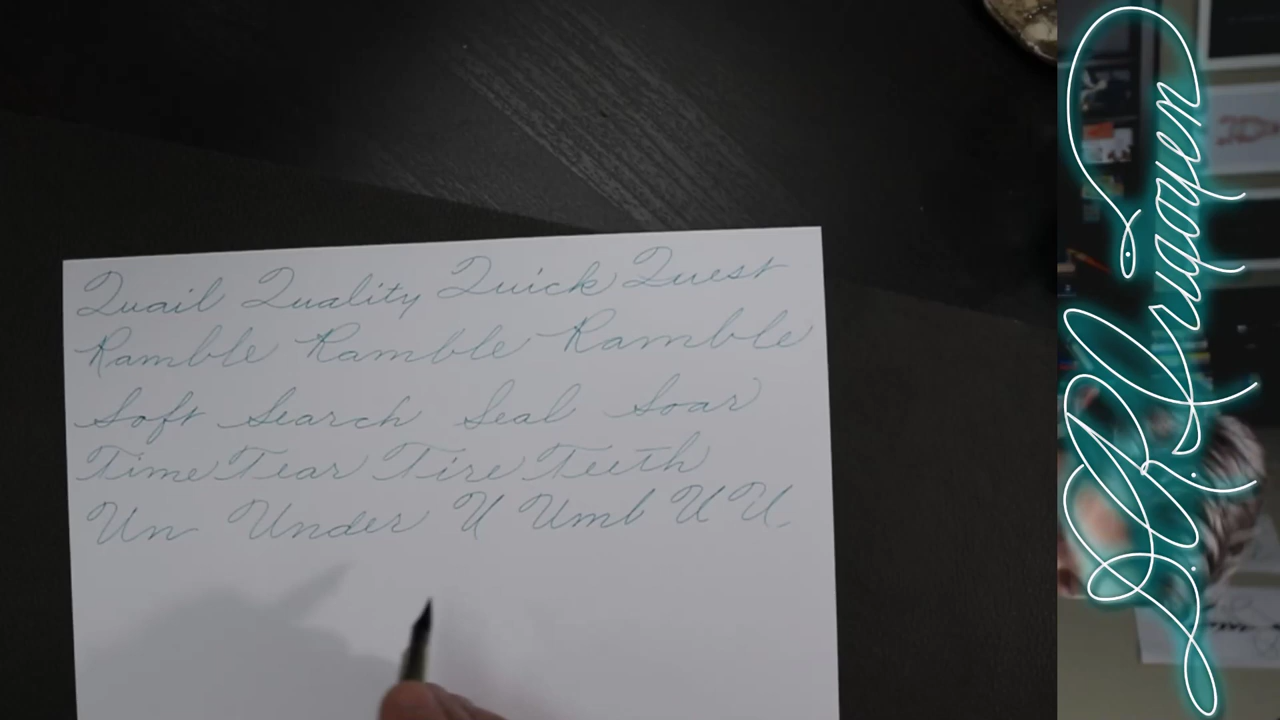 Quail Quality Quick Quest
Ramble Ramble Ramble
Soft Search Seal Soar
Time Tear Tire Teeth
Un Under U Umb U U